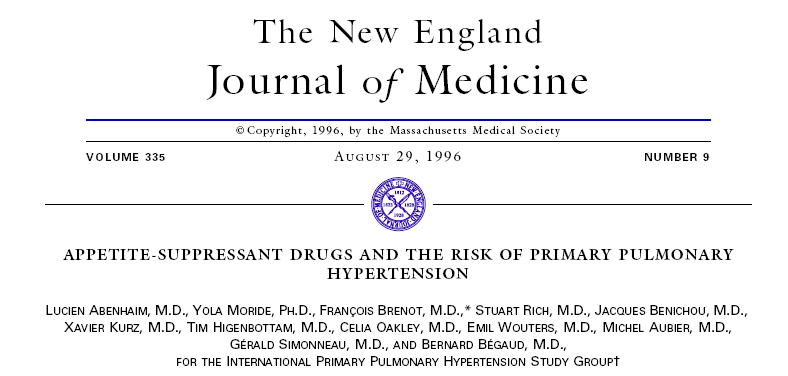 The New England
Journal of Medicine
©Copyright, 1996, by the Massachusetts Medical Society
VOLUME 335
AUGUST 29, 1996
NUMBER 9
APPETITE-SUPPRESSANT DRUGS AND THE RISK OF PRIMARY PULMONARY
HYPERTENSION
LUCIEN ABENHAIM, M.D., YOLA MORIDE, PH.D., FRANÇOIS BRENOT, M.D.,* STUART RICH, M.D., JACQUES BENICHOU, M.D.,
XAVIER KURZ, M.D., TIM HIGENBOTTAM, M.D., CELIA OAKLEY, M.D., EMIL WOUTERS, M.D., MICHEL AUBIER, M.D.,
GÉRALD SIMONNEAU, M.D., AND BERNARD BÉGAUD, M.D.,
FOR THE INTERNATIONAL PRIMARY PULMONARY HYPERTENSION STUDY GROUP†